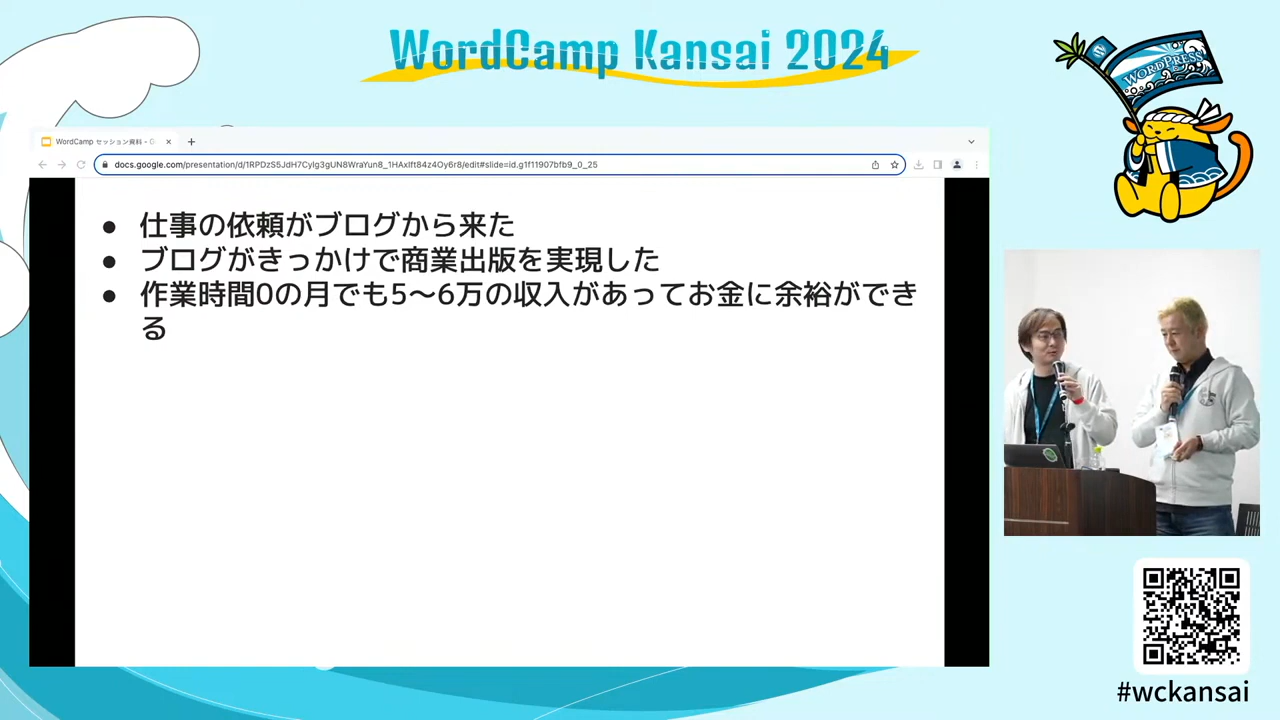 WordCamp Kansai 2024
WORDPRESS
WordCamp セッション資料 - G
docs.google.com/presentation/d/1RPDzS5JdH7Cylg3gUN8WraYun8_1HAxIft84z4Oy6r8/edit#slide=id.g1f11907bfb9_0_25
● 仕事の依頼がブログから来た
● ブログがきっかけで商業出版を実現した
● 作業時間0の月でも5〜6万の収入があってお金に余裕ができ
る
#wckansai